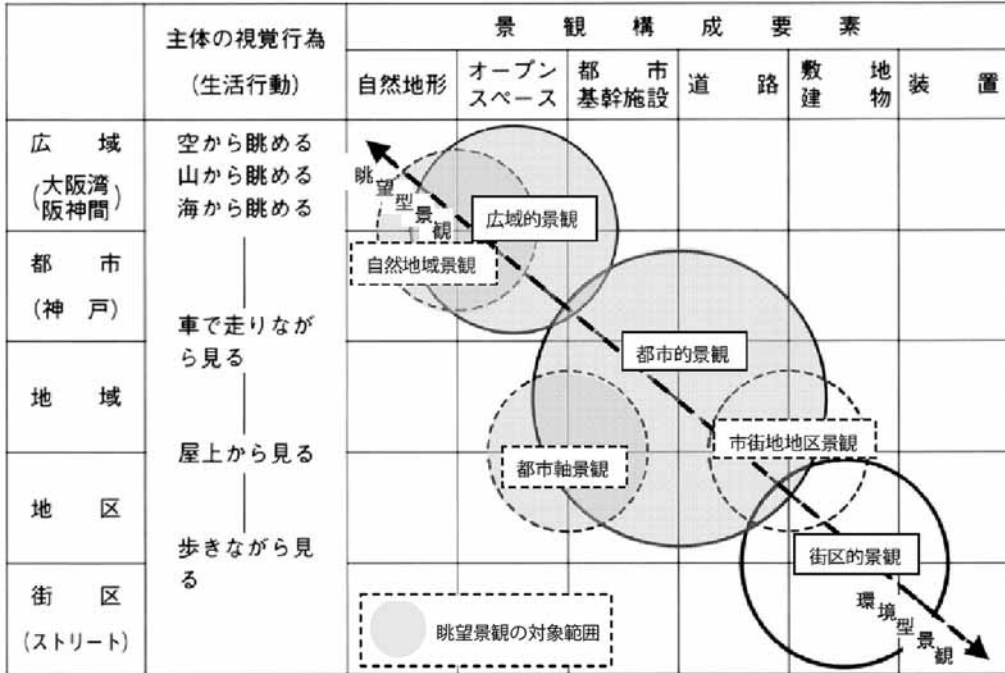 主体の視覚行為
(生活行動)
景観構成要素
自然地形
オープン
スペース
都市
基幹施設
道路
敷地
建物
装置
広域
(大阪湾
阪神間)
空から眺める
山から眺める
海から眺める
眺望型景観
広域的景観
自然地域景観
都市
(神戸)
車で走りなが
ら見る
都市的景観
地域
屋上から見る
市街地地区景観
都市軸景観
地区
歩きながら見
る
街区的景観
街区
(ストリート)
環境型景観
眺望景観の対象範囲